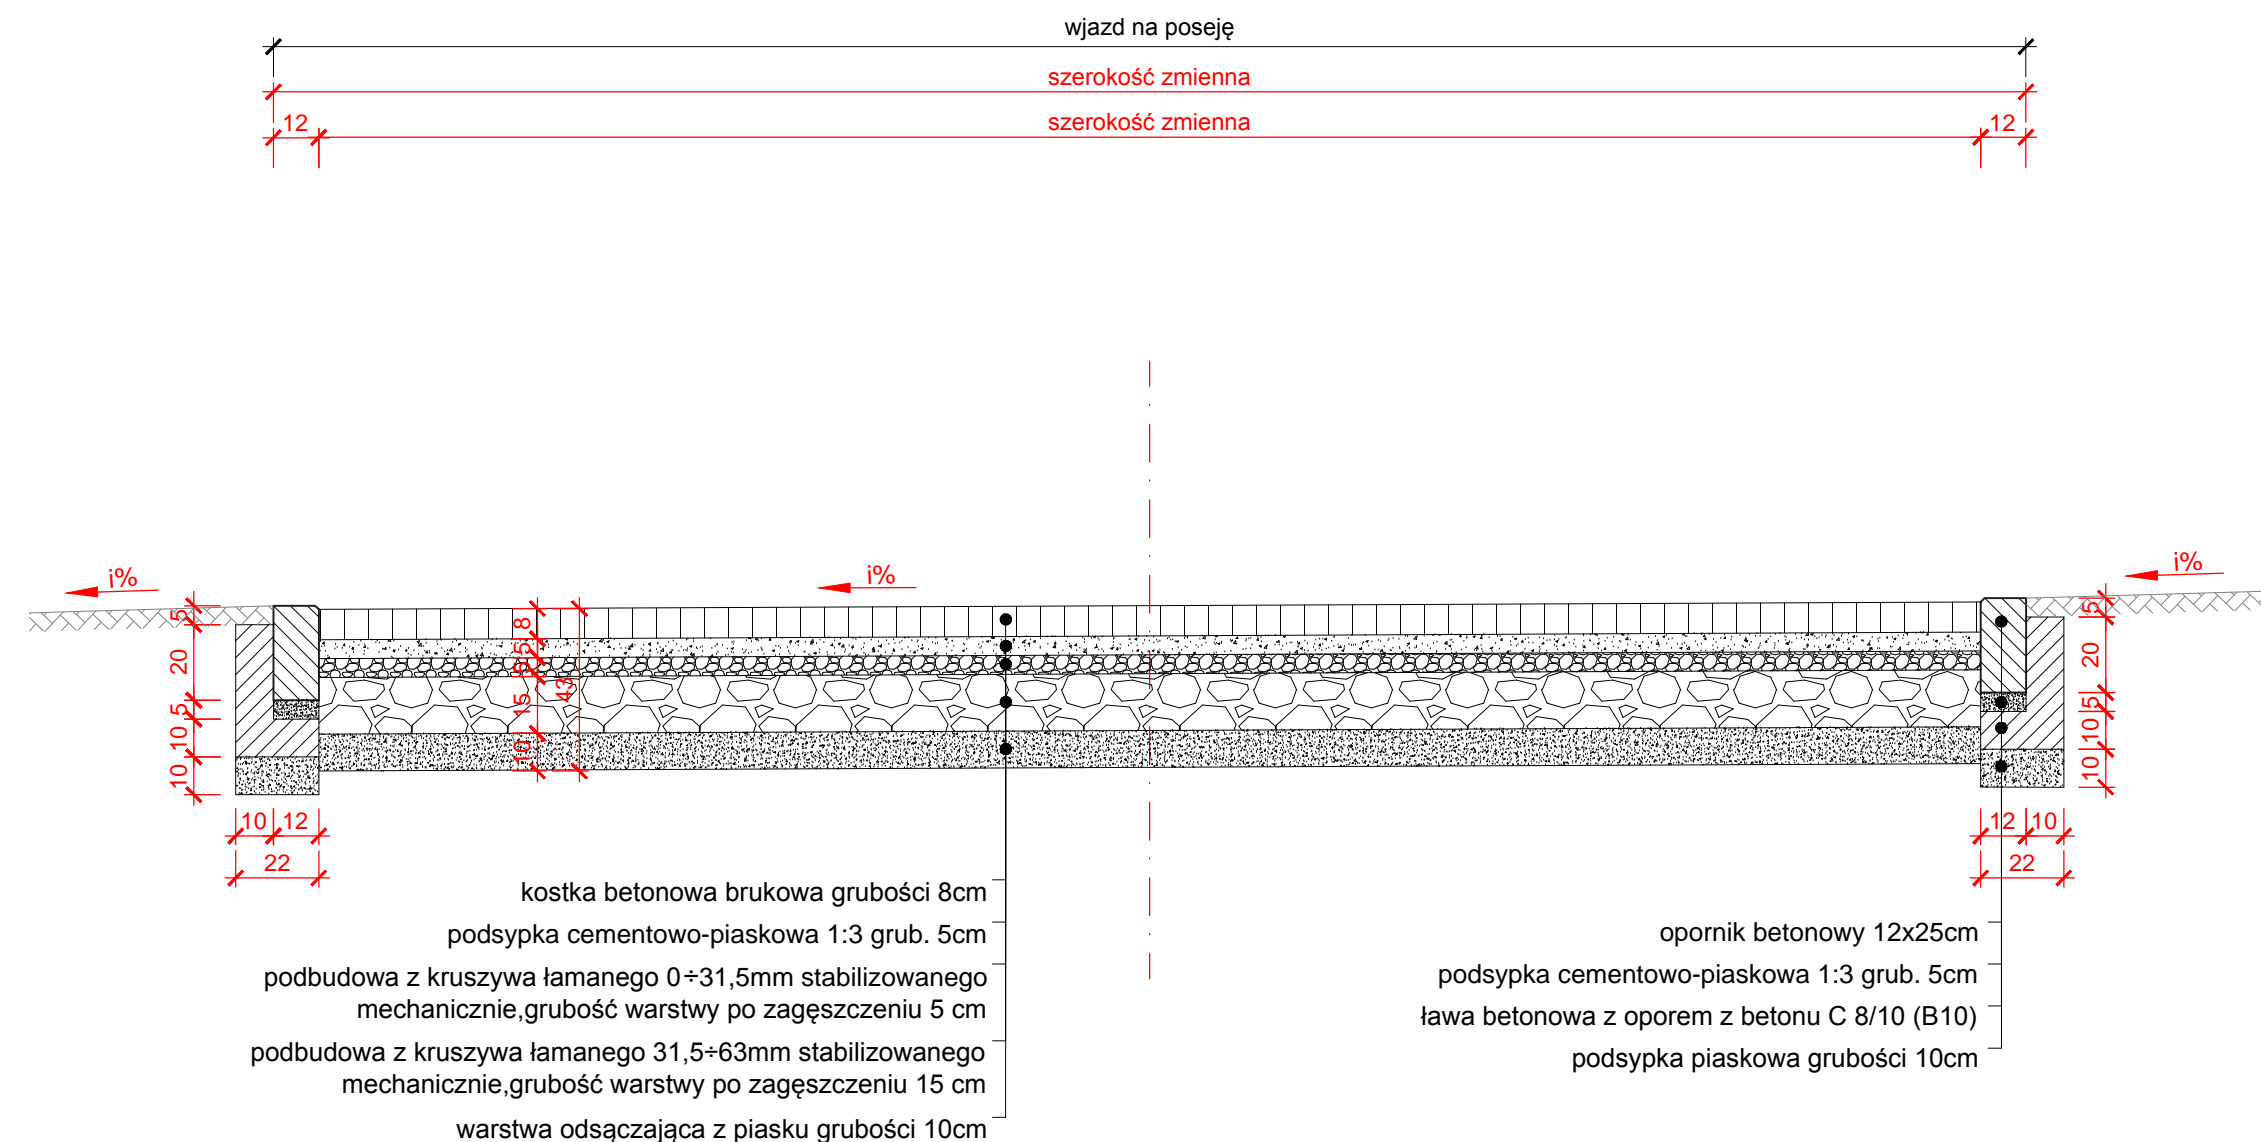 wjazd na poseję
szerokość zmienna
12
szerokość zmienna
12
i%
i%
i%
5
20
5
10
10
8
5
5
15
10
43
5
20
5
10
10
10
12
22
12
10
22
kostka betonowa brukowa grubości 8cm
podsypka cementowo-piaskowa 1:3 grub. 5cm
podbudowa z kruszywa łamanego 0÷31,5mm stabilizowanego
mechanicznie,grubość warstwy po zagęszczeniu 5 cm
podbudowa z kruszywa łamanego 31,5÷63mm stabilizowanego
mechanicznie,grubość warstwy po zagęszczeniu 15 cm
warstwa odsączająca z piasku grubości 10cm
opornik betonowy 12x25cm
podsypka cementowo-piaskowa 1:3 grub. 5cm
ława betonowa z oporem z betonu C 8/10 (B10)
podsypka piaskowa grubości 10cm